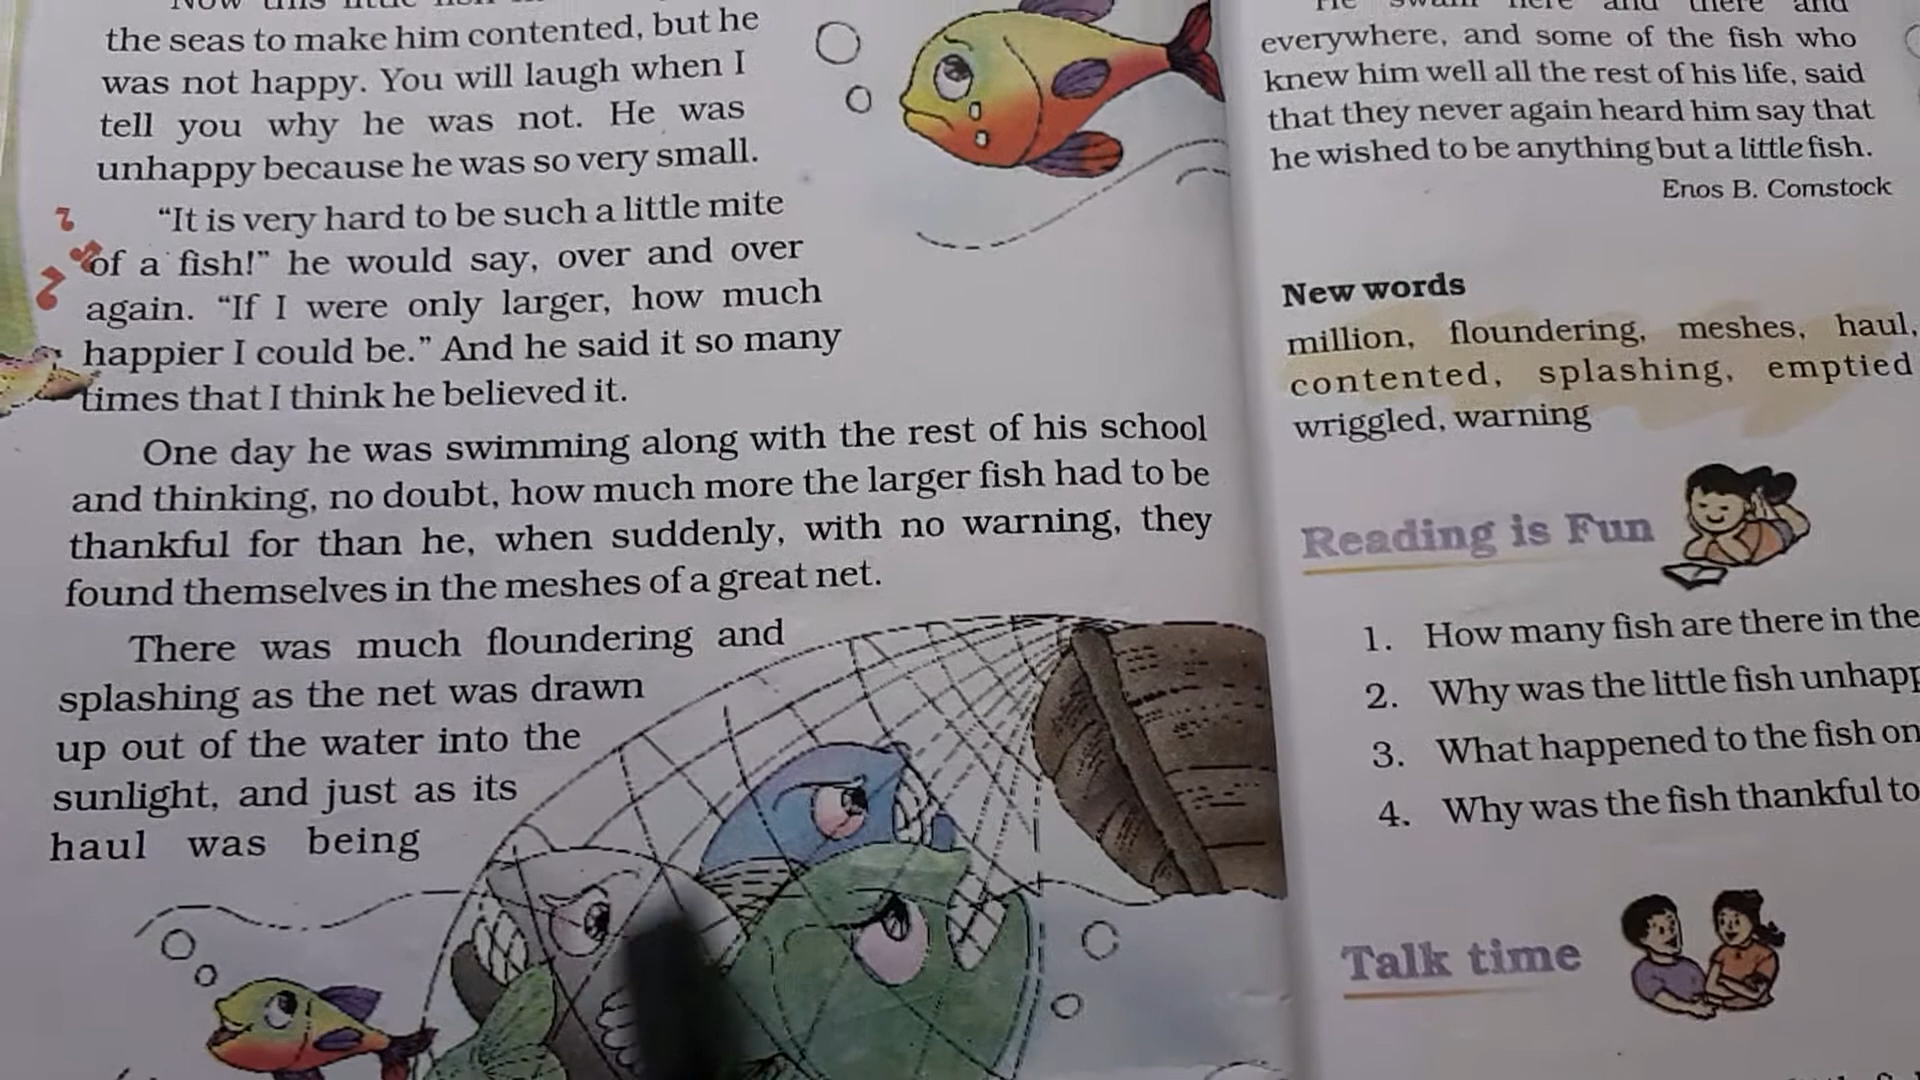 Now this little fish
the seas to make him contented, but he
was not happy. You will laugh when I
tell you why he was not. He was
unhappy because he was so very small.
“It is very hard to be such a little mite
of a fish!” he would say, over and over
again. “If I were only larger, how much
happier I could be.” And he said it so many
times that I think he believed it.
One day he was swimming along with the rest of his school
and thinking, no doubt, how much more the larger fish had to be
thankful for than he, when suddenly, with no warning, they
found themselves in the meshes of a great net.
There was much floundering and
splashing as the net was drawn
up out of the water into the
sunlight, and just as its
haul was being
He swam here and there and
everywhere, and some of the fish who
knew him well all the rest of his life, said
that they never again heard him say that
he wished to be anything but a little fish.
Enos B. Comstock
New words
million, floundering, meshes, haul,
contented, splashing, emptied
wriggled, warning
Reading is Fun
1. How many fish are there in the
2. Why was the little fish
3. What happened to the fish on
4. Why was the fish thankful to
Talk time